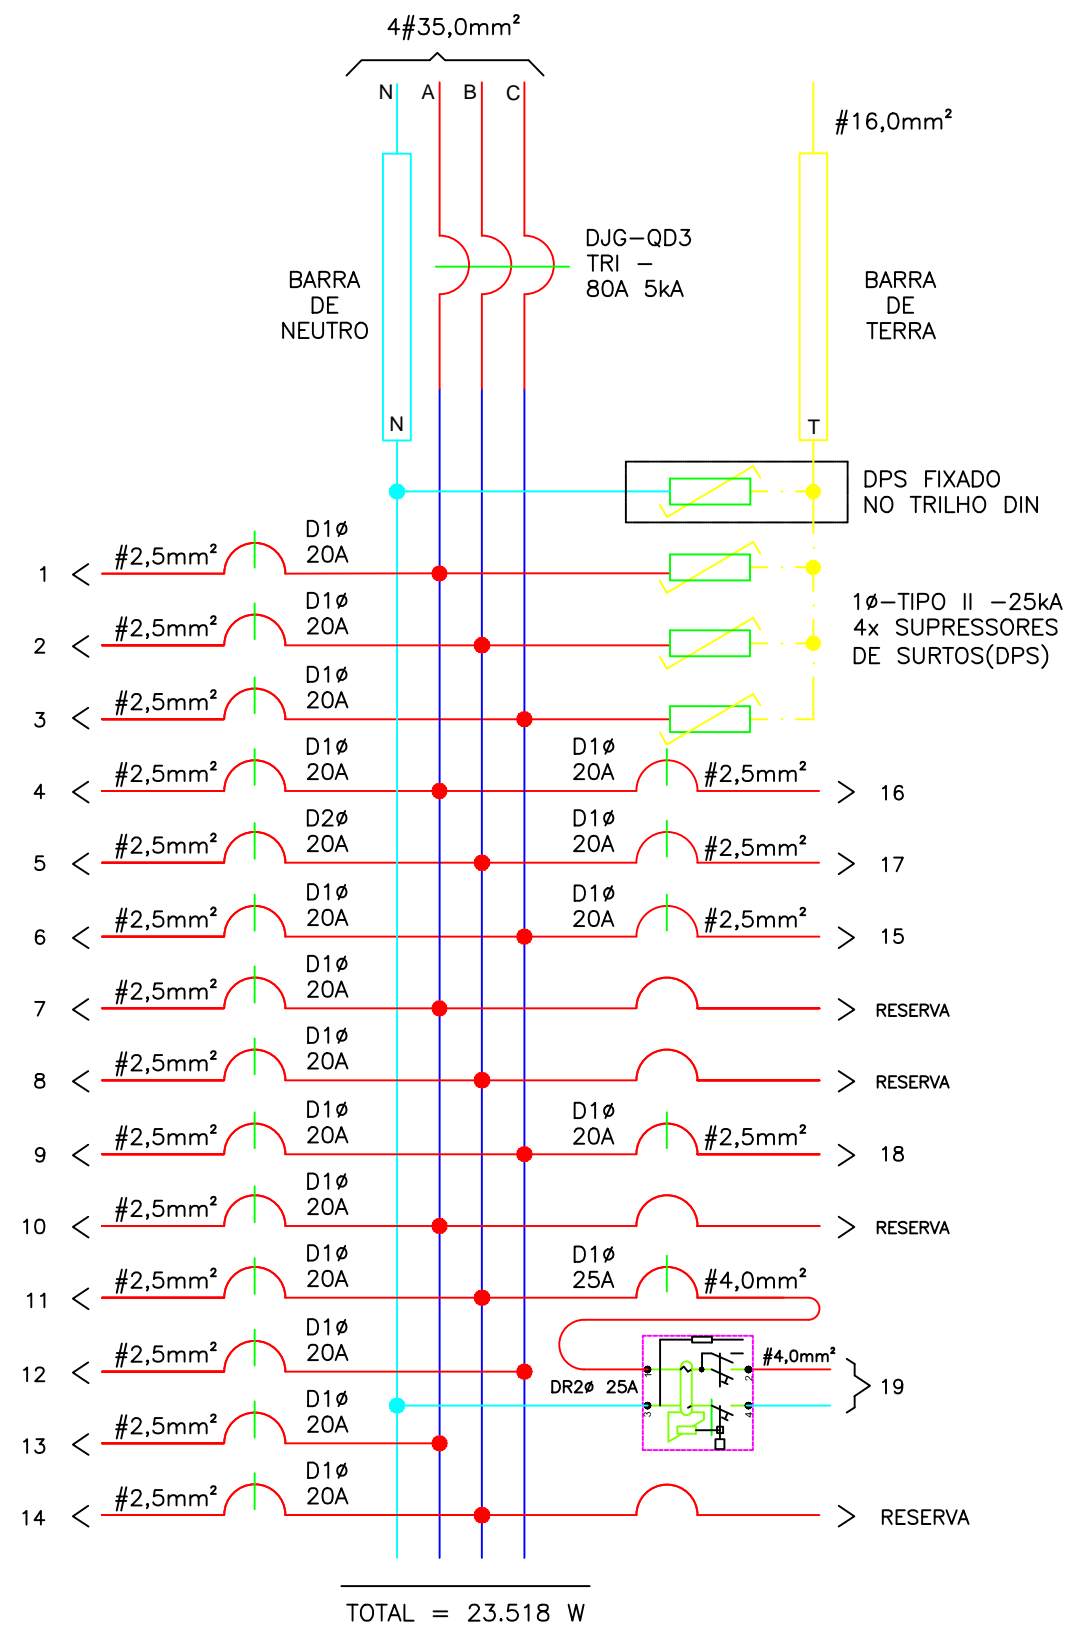 4#35,0mm²
N A B C
#16,0mm²
DJG-QD3
TRI -
80A 5kA
BARRA
DE
NEUTRO
BARRA
DE
TERRA
N
T
DPS FIXADO
NO TRILHO DIN
1ø-TIPO II -25kA
4x SUPRESSORES
DE SURTOS(DPS)
D1ø
20A
#2,5mm²
1
D1ø
20A
#2,5mm²
2
D1ø
20A
#2,5mm²
3
D1ø
20A
#2,5mm²
4
D1ø
20A
#2,5mm²
16
D2ø
20A
#2,5mm²
5
D1ø
20A
#2,5mm²
17
D1ø
20A
#2,5mm²
6
D1ø
20A
#2,5mm²
15
D1ø
20A
#2,5mm²
7
RESERVA
D1ø
20A
#2,5mm²
8
RESERVA
D1ø
20A
#2,5mm²
9
D1ø
20A
#2,5mm²
18
D1ø
20A
#2,5mm²
10
RESERVA
D1ø
20A
#2,5mm²
11
D1ø
25A
#4,0mm²
D1ø
20A
#2,5mm²
12
DR2ø 25A
1
2
3
4
#4,0mm²
19
D1ø
20A
#2,5mm²
13
D1ø
20A
#2,5mm²
14
RESERVA
TOTAL = 23.518 W